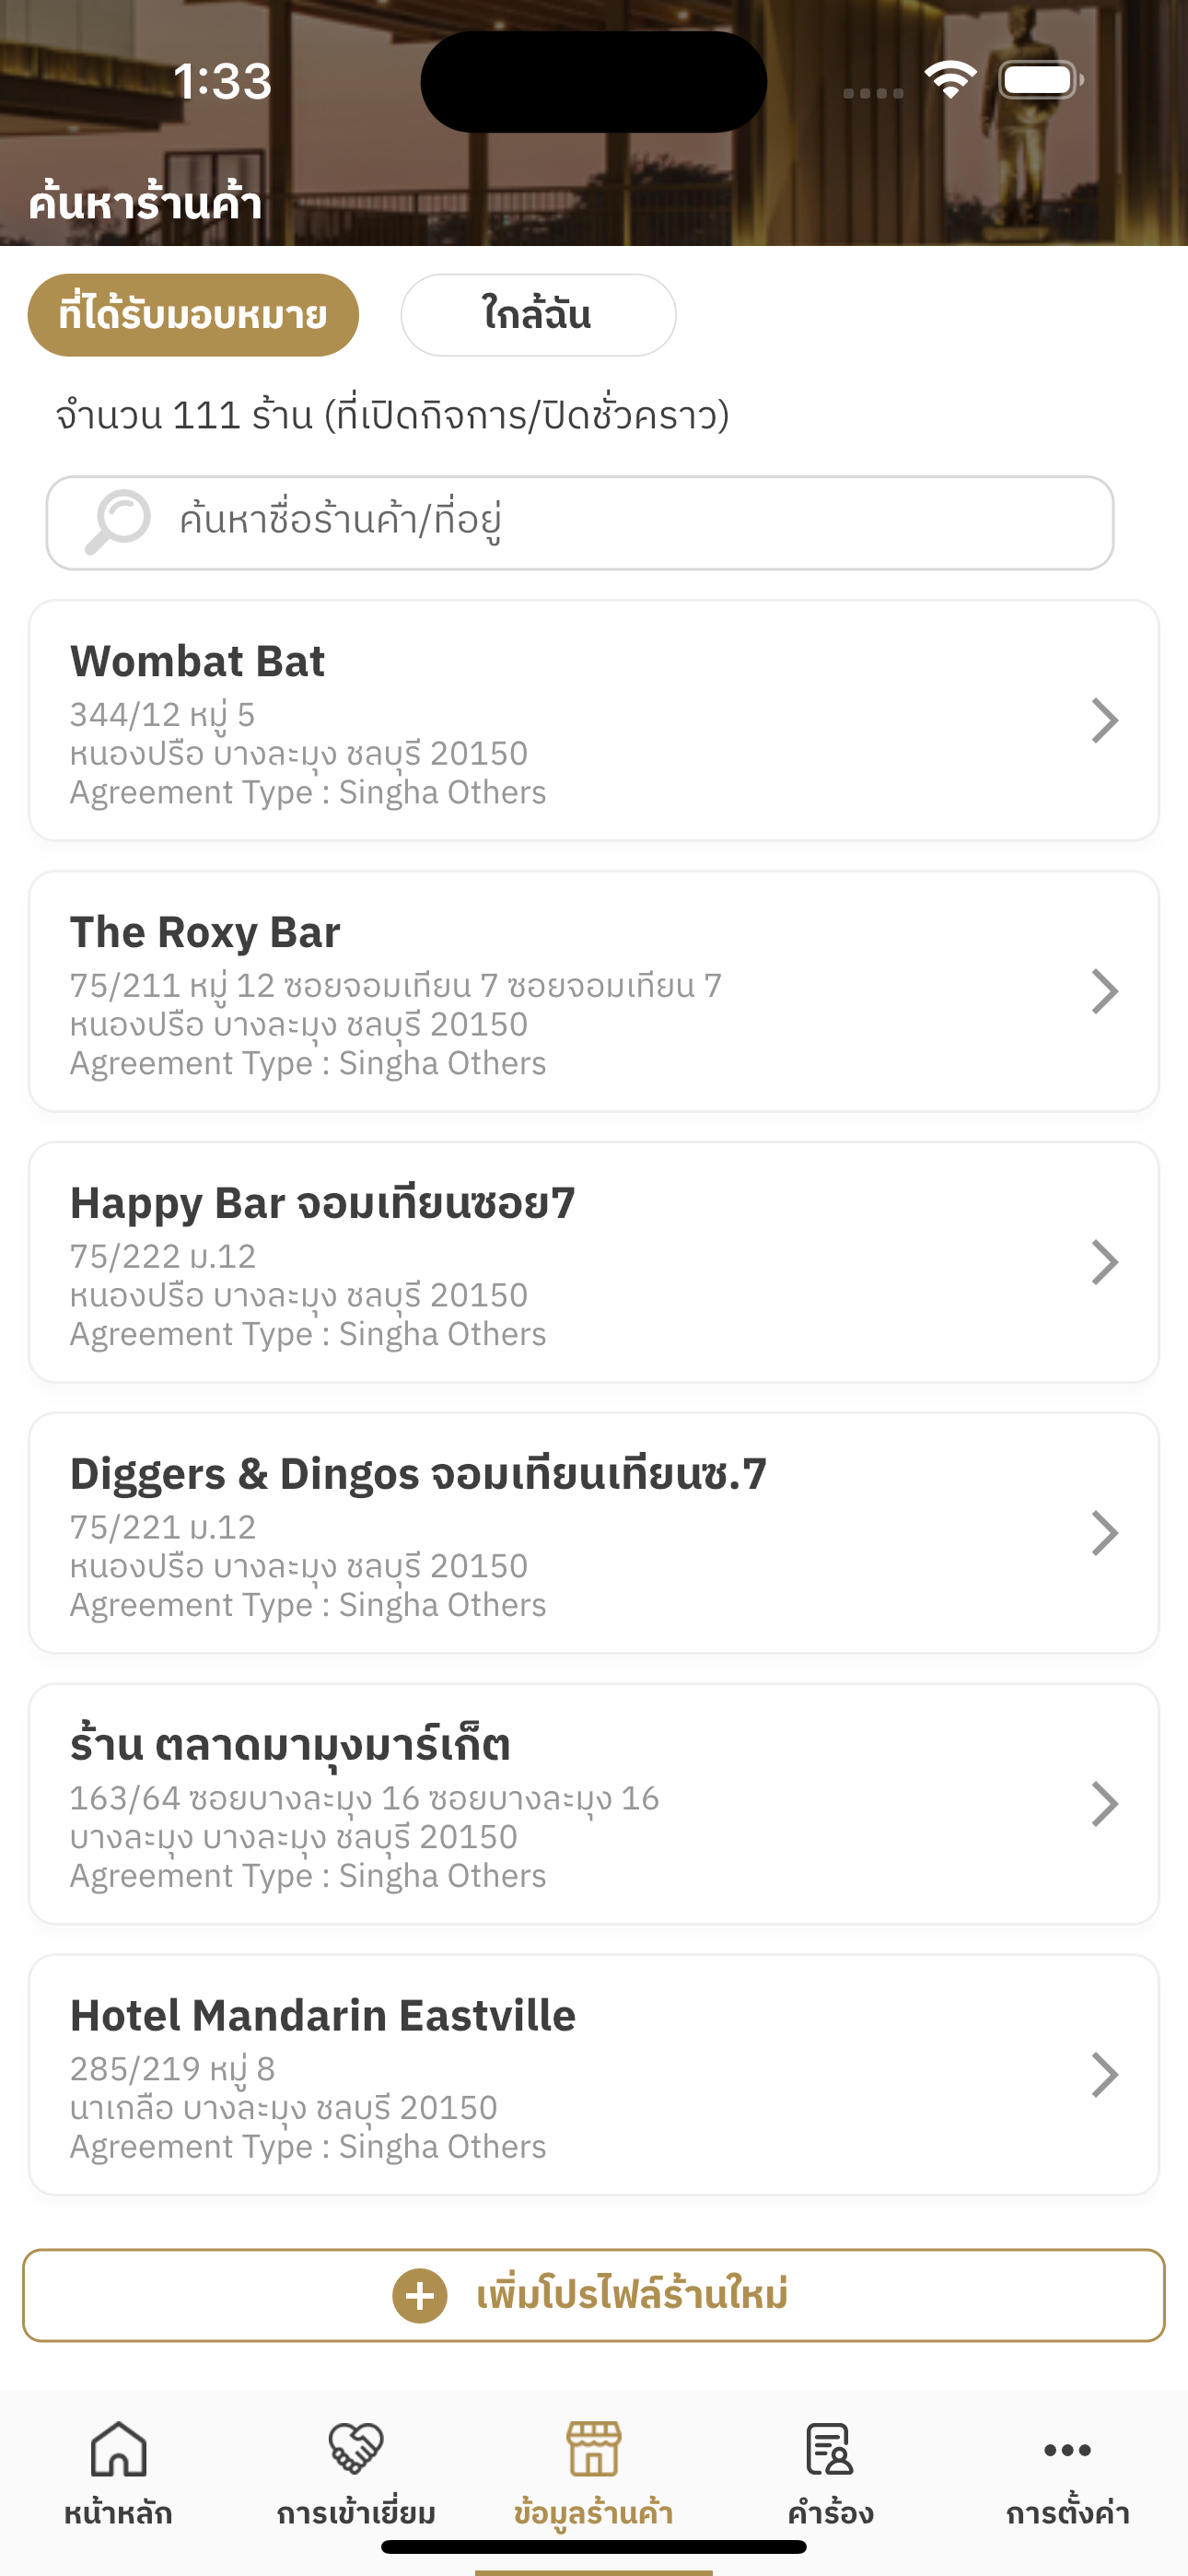 1:33
ค้นหาร้านค้า
ที่ได้รับมอบหมาย
ใกล้ฉัน
จำนวน 111 ร้าน (ที่เปิดกิจการ/ปิดชั่วคราว)
ค้นหาชื่อร้านค้า/ที่อยู่
Wombat Bat
344/12 หมู่ 5
หนองปรือ บางละมุง ชลบุรี 20150
Agreement Type : Singha Others
The Roxy Bar
75/211 หมู่ 12 ซอยจอมเทียน 7 ซอยจอมเทียน 7
หนองปรือ บางละมุง ชลบุรี 20150
Agreement Type : Singha Others
Happy Bar จอมเทียนซอย7
75/222 ม.12
หนองปรือ บางละมุง ชลบุรี 20150
Agreement Type : Singha Others
Diggers & Dingos จอมเทียนเทียนซ.7
75/221 ม.12
หนองปรือ บางละมุง ชลบุรี 20150
Agreement Type : Singha Others
ร้าน ตลาดมามุงมาร์เก็ต
163/64 ซอยบางละมุง 16 ซอยบางละมุง 16
บางละมุง บางละมุง ชลบุรี 20150
Agreement Type : Singha Others
Hotel Mandarin Eastville
285/219 หมู่ 8
นาเกลือ บางละมุง ชลบุรี 20150
Agreement Type : Singha Others
เพิ่มโปรไฟล์ร้านใหม่
หน้าหลัก
การเข้าเยี่ยม
ข้อมูลร้านค้า
คำร้อง
การตั้งค่า